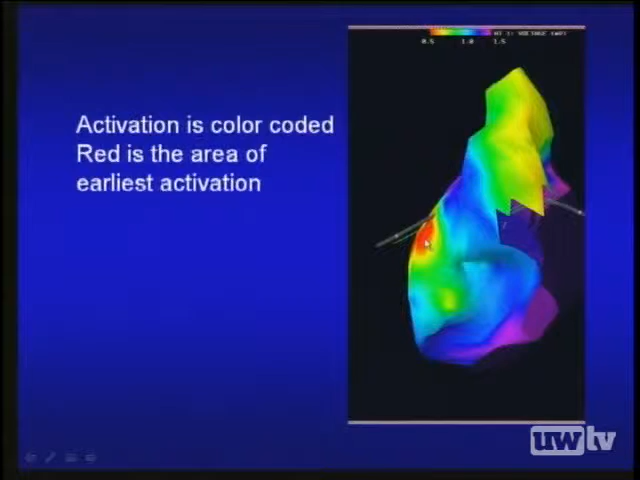 Activation is color coded
Red is the area of
earliest activation
0.5 1.0 1.5
uwtv